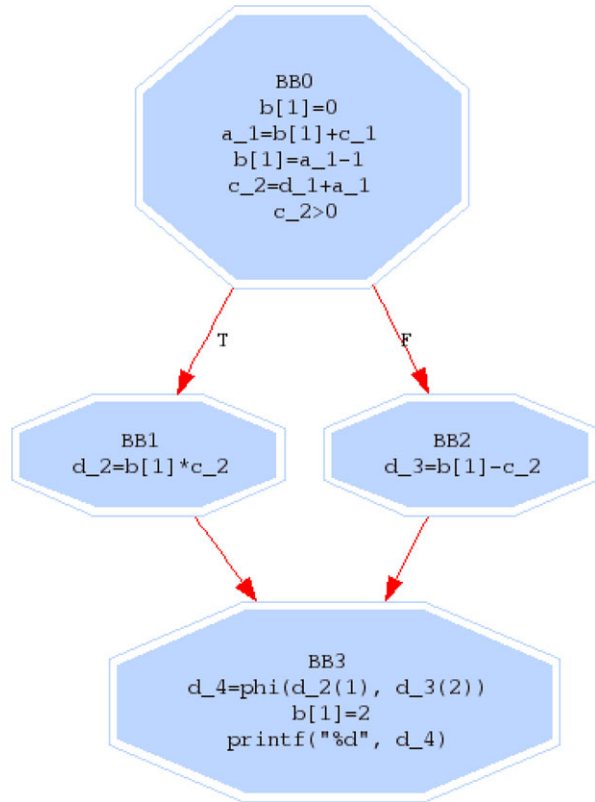 BB0
b[1]=0
a_1=b[1]+c_1
b[1]=a_1-1
c_2=d_1+a_1
c_2>0
T
F
BB1
d_2=b[1]*c_2
BB2
d_3=b[1]-c_2
BB3
d_4=phi(d_2(1), d_3(2))
b[1]=2
printf("%d", d_4)